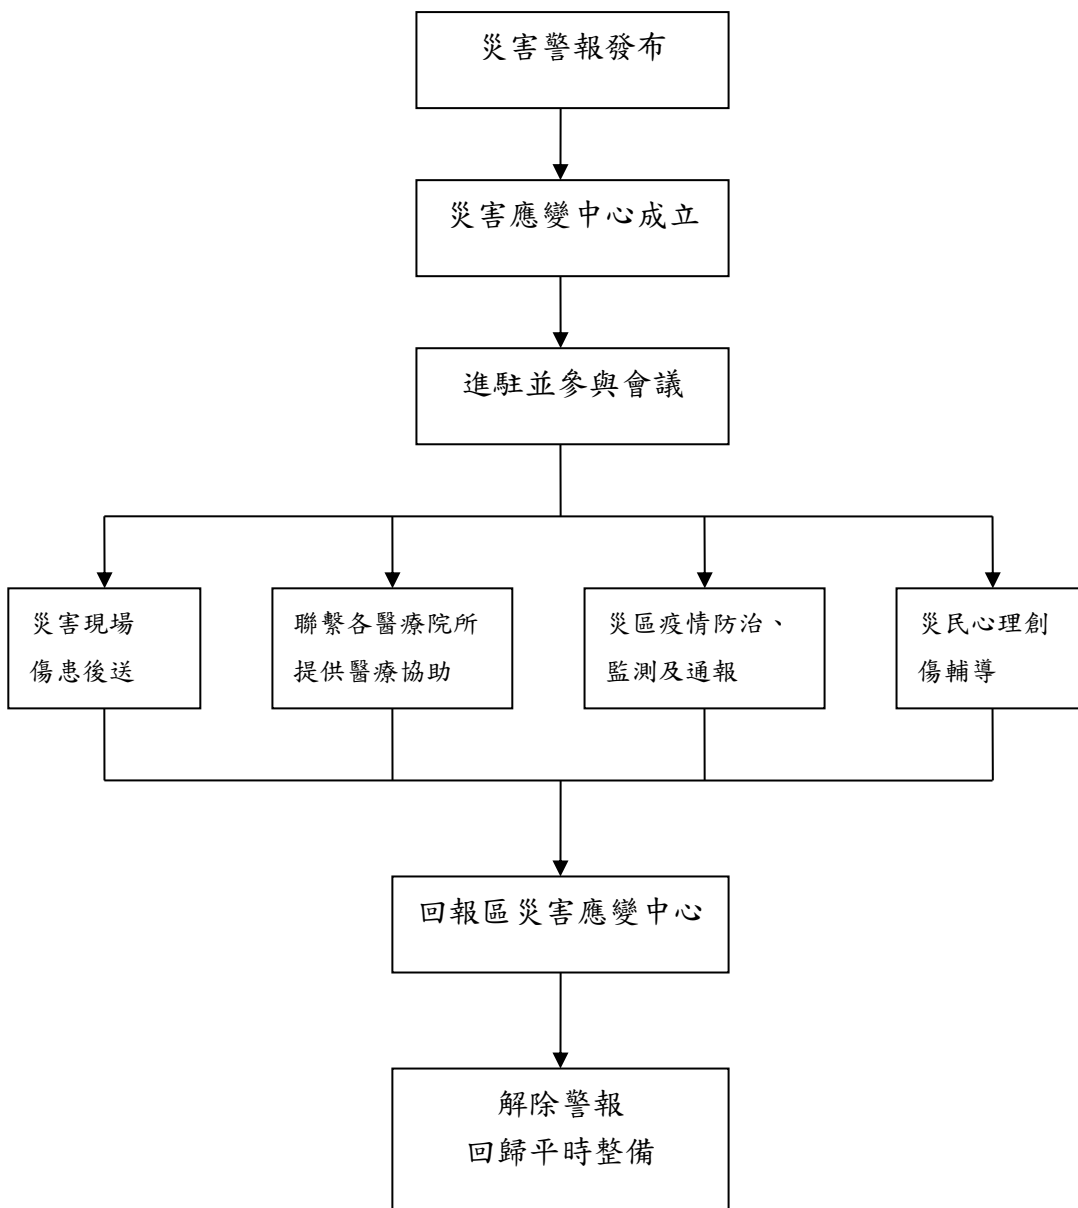 災害警報發布
災害應變中心成立
進駐並參與會議
災害現場
傷患後送
聯繫各醫療院所
提供醫療協助
災區疫情防治、
監測及通報
災民心理創
傷輔導
回報區災害應變中心
解除警報
回歸平時整備